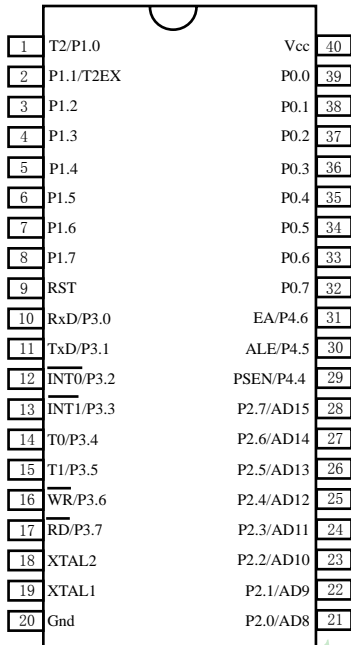 1 T2/P1.0 Vcc 40
2 P1.1/T2EX P0.0 39
3 P1.2 P0.1 38
4 P1.3 P0.2 37
5 P1.4 P0.3 36
6 P1.5 P0.4 35
7 P1.6 P0.5 34
8 P1.7 P0.6 33
9 RST P0.7 32
10 RxD/P3.0 EA/P4.6 31
11 TxD/P3.1 ALE/P4.5 30
12 INT0/P3.2 PSEN/P4.4 29
13 INT1/P3.3 P2.7/AD15 28
14 T0/P3.4 P2.6/AD14 27
15 T1/P3.5 P2.5/AD13 26
16 WR/P3.6 P2.4/AD12 25
17 RD/P3.7 P2.3/AD11 24
18 XTAL2 P2.2/AD10 23
19 XTAL1 P2.1/AD9 22
20 Gnd P2.0/AD8 21